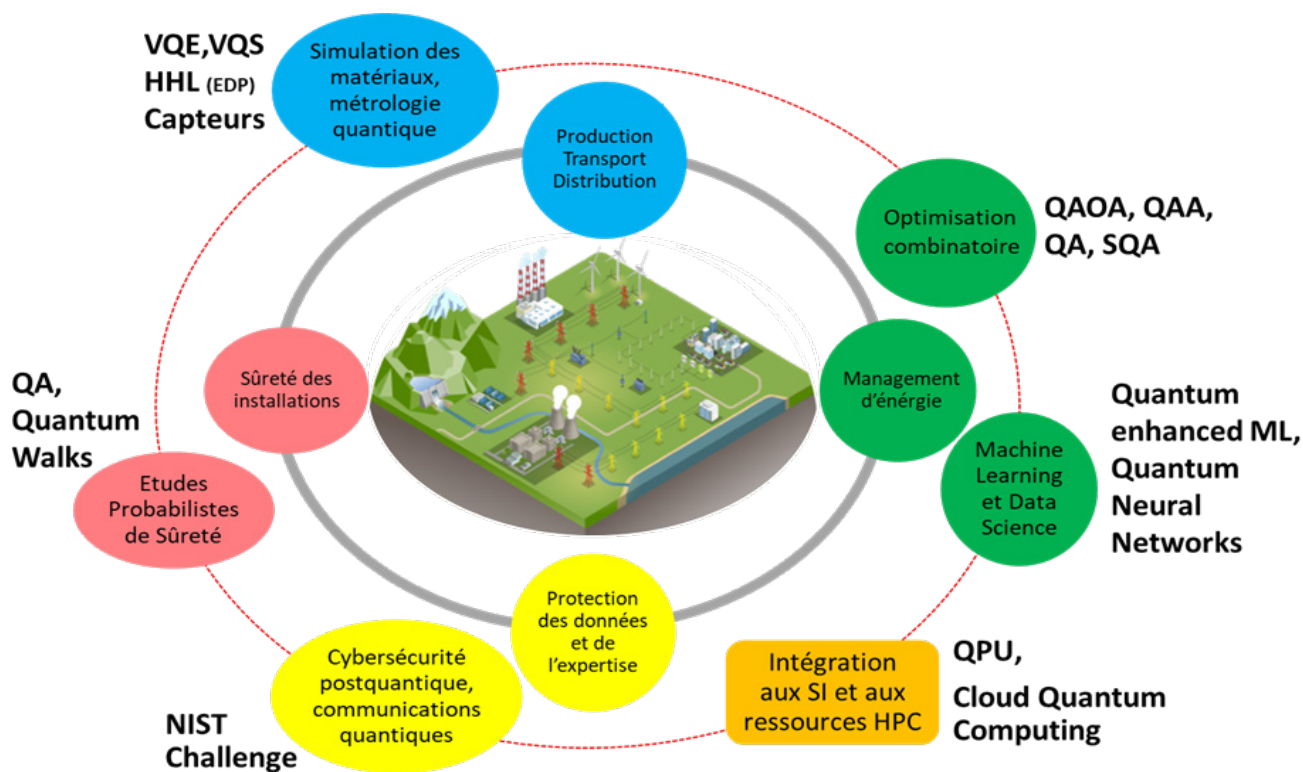 VQE,VQS
HHL (EDP)
Capteurs
Simulation des
matériaux,
métrologie
quantique
Production
Transport
Distribution
Optimisation
combinatoire
QAOA, QAA,
QA, SQA
Sûreté des
installations
Management
d'énérgie
QA,
Quantum
Walks
Etudes
Probabilistes
de Sûreté
Machine
Learning
et Data
Science
Quantum
enhanced ML,
Quantum
Neural
Networks
Protection
des données
et de
l'expertise
Cybersécurité
postquantique,
communications
quantiques
NIST
Challenge
Intégration
aux SI et aux
ressources HPC
QPU,
Cloud Quantum
Computing